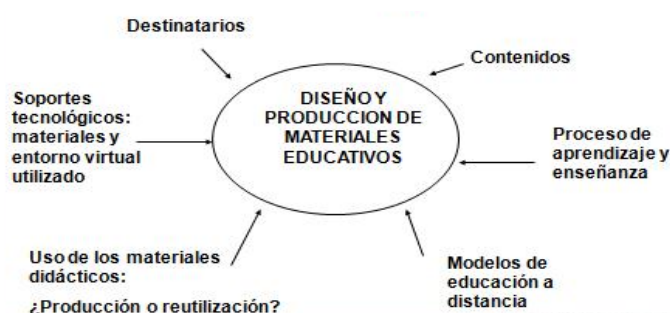 Destinatarios
Contenidos
DISEÑO Y
PRODUCCION DE
MATERIALES
EDUCATIVOS
Soportes
tecnológicos:
materiales y
entorno virtual
utilizado
Proceso de
aprendizaje y
enseñanza
Uso de los materiales
didácticos:
¿Producción o reutilización?
Modelos de
educación a
distancia